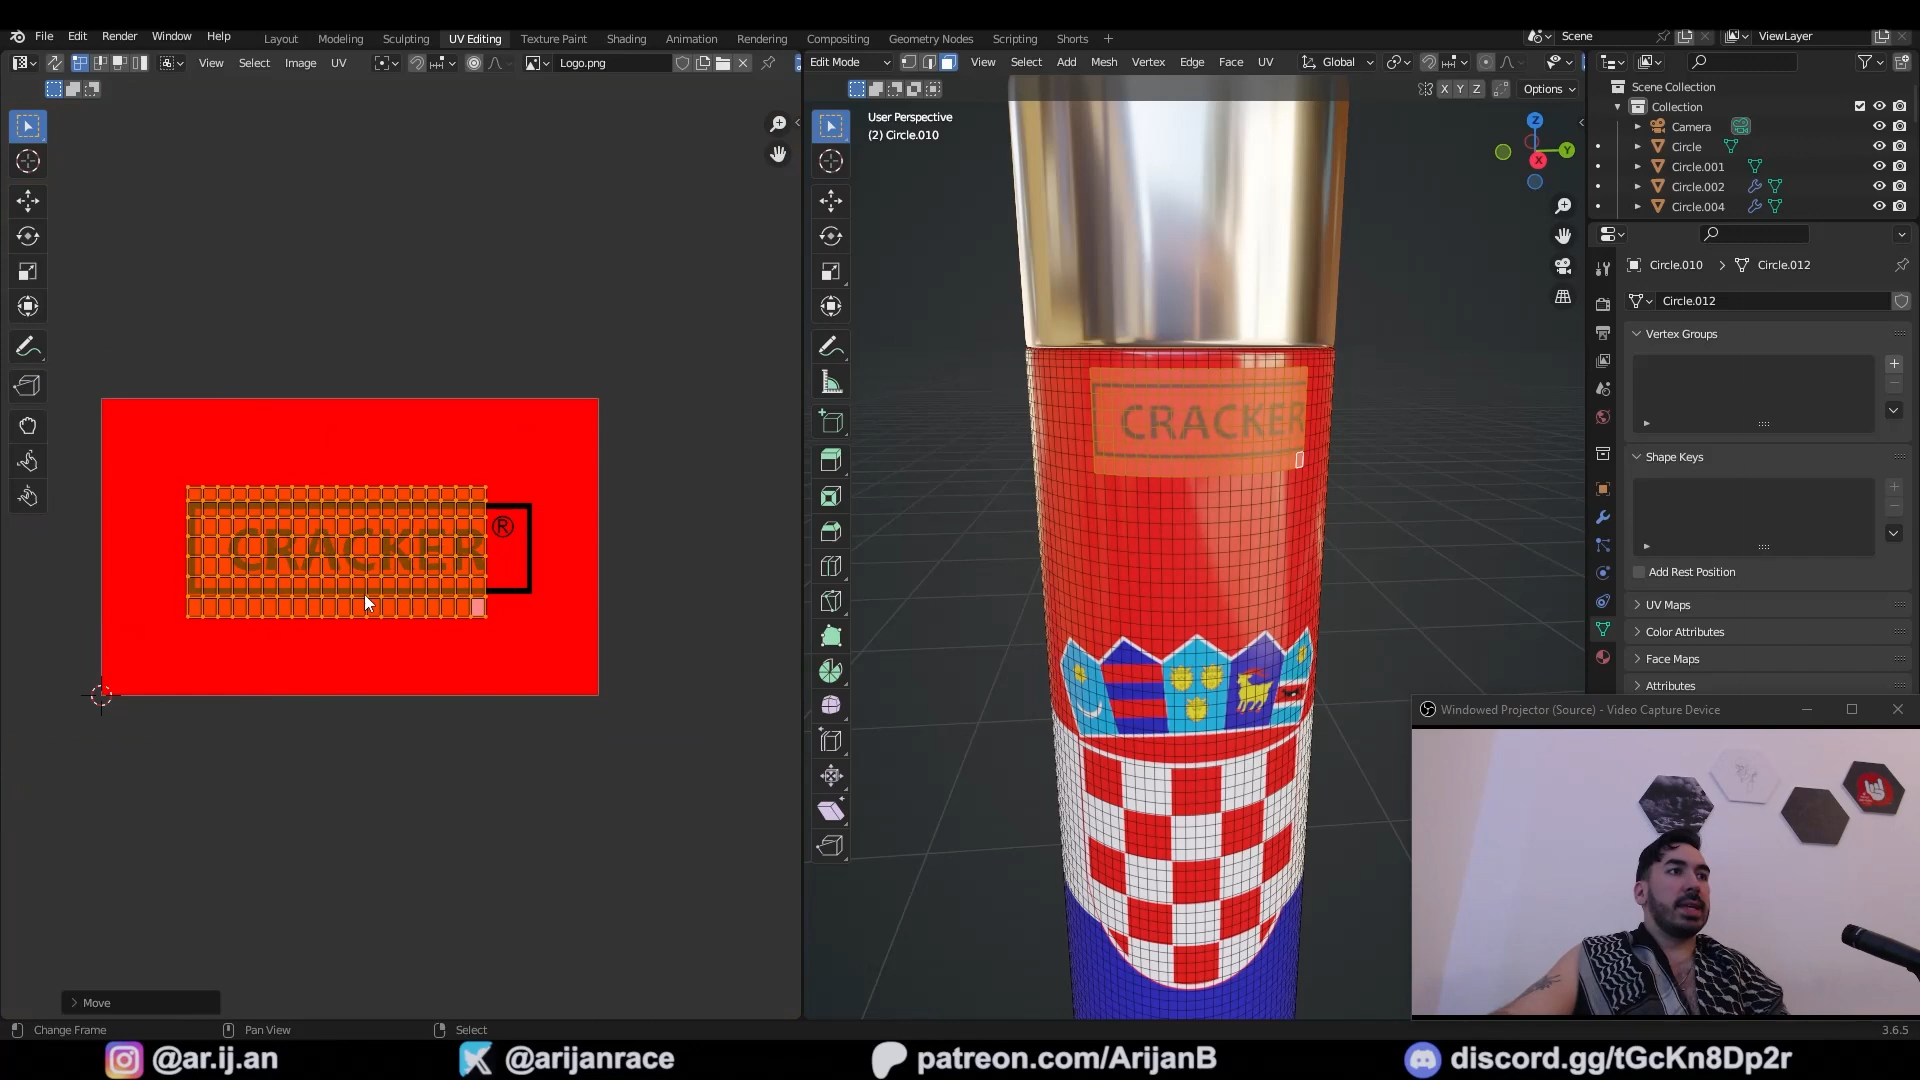 File Edit Render Window Help
Layout Modeling Sculpting UV Editing Texture Paint Shading Animation Rendering Compositing Geometry Nodes Scripting Shorts +
Scene
ViewLayer
View Select Image UV
Logo.png
Edit Mode
View Select Add Mesh Vertex Edge Face UV
Global
X Y Z
Options
User Perspective
(2) Circle.010
Z
Y
X
CRACKER
®
CRACKER
Move
Scene Collection
Collection
Camera
Circle
Circle.001
Circle.002
Circle.004
Circle.010 > Circle.012
Circle.012
Vertex Groups
Shape Keys
Add Rest Position
UV Maps
Color Attributes
Face Maps
Attributes
Windowed Projector (Source) - Video Capture Device
Change Frame
Pan View
Select
3.6.5
@ar.ij.an
@arijanrace
patreon.com/ArijanB
discord.gg/tGcKn8Dp2r